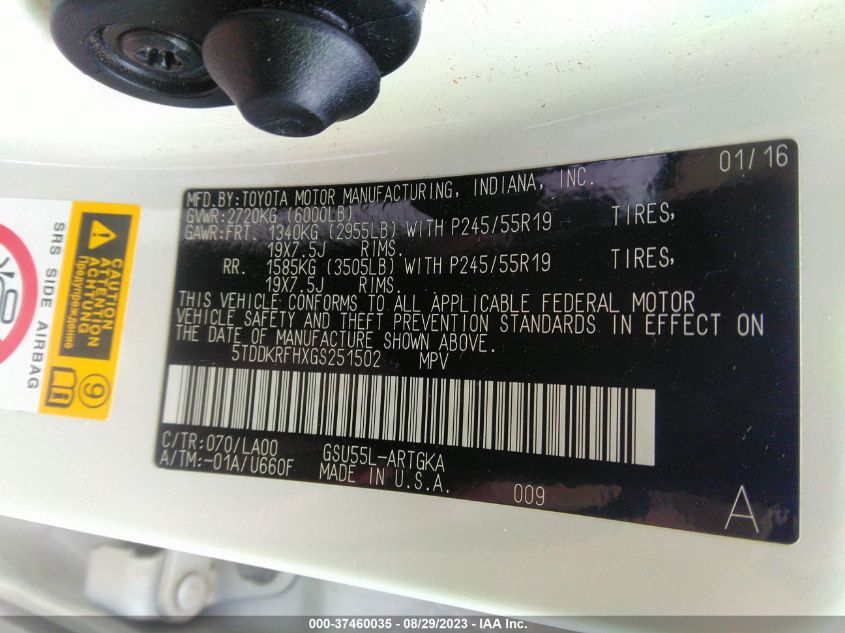 01/16
MFD.BY:TOYOTA MOTOR MANUFACTURING, INDIANA, INC.
GVWR:2720KG (6000LB)
GAWR:FRT. 1340KG (2955LB) WITH P245/55R19 TIRES,
19X7.5J RIMS.
RR. 1585KG (3505LB) WITH P245/55R19 TIRES,
19X7.5J RIMS.
THIS VEHICLE CONFORMS TO ALL APPLICABLE FEDERAL MOTOR
VEHICLE SAFETY AND THEFT PREVENTION STANDARDS IN EFFECT ON
THE DATE OF MANUFACTURE SHOWN ABOVE.
5TDDKRFHXGS251502 MPV
C/TR:070/LA00 GSU55L-ARTGKA
A/TM:-01A/U660F MADE IN U.S.A.
009
A
SRS SIDE AIRBAG
CAUTION
ATTENTION
ACHTUNG
Предупреждение
9
000-37460035 - 08/29/2023 - IAA Inc.